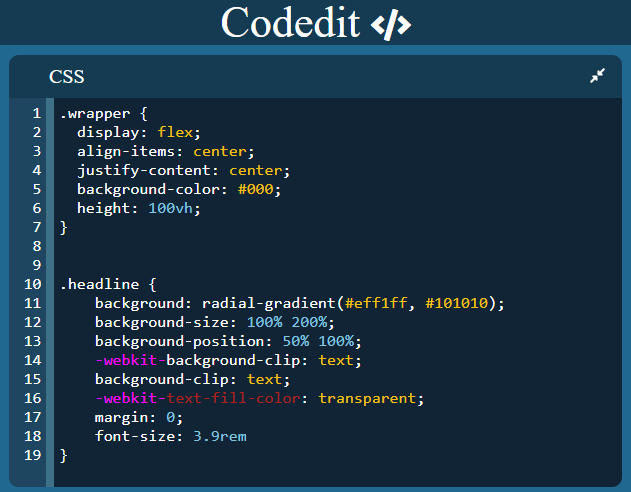 Codedit </>
CSS
1 .wrapper {
2   display: flex;
3   align-items: center;
4   justify-content: center;
5   background-color: #000;
6   height: 100vh;
7 }
8
9
10 .headline {
11     background: radial-gradient(#eff1ff, #101010);
12     background-size: 100% 200%;
13     background-position: 50% 100%;
14     -webkit-background-clip: text;
15     background-clip: text;
16     -webkit-text-fill-color: transparent;
17     margin: 0;
18     font-size: 3.9rem
19 }